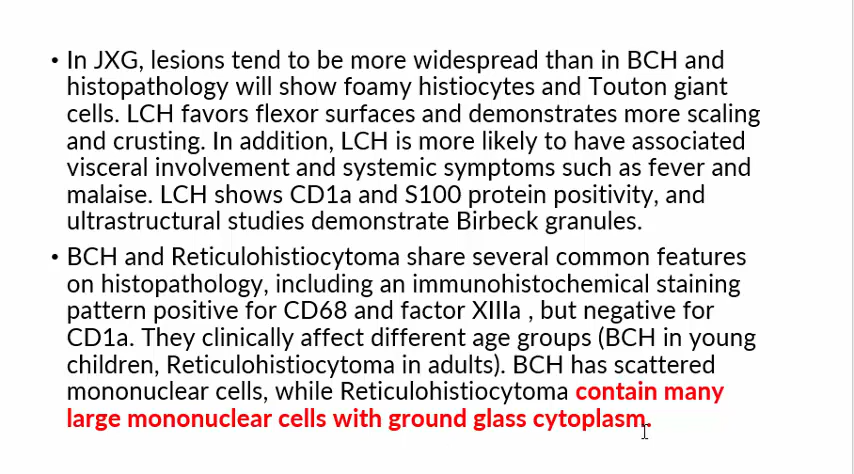 • In JXG, lesions tend to be more widespread than in BCH and
histopathology will show foamy histiocytes and Touton giant
cells. LCH favors flexor surfaces and demonstrates more scaling
and crusting. In addition, LCH is more likely to have associated
visceral involvement and systemic symptoms such as fever and
malaise. LCH shows CD1a and S100 protein positivity, and
ultrastructural studies demonstrate Birbeck granules.
• BCH and Reticulohistiocytoma share several common features
on histopathology, including an immunohistochemical staining
pattern positive for CD68 and factor XIIIa , but negative for
CD1a. They clinically affect different age groups (BCH in young
children, Reticulohistiocytoma in adults). BCH has scattered
mononuclear cells, while Reticulohistiocytoma contain many
large mononuclear cells with ground glass cytoplasm.